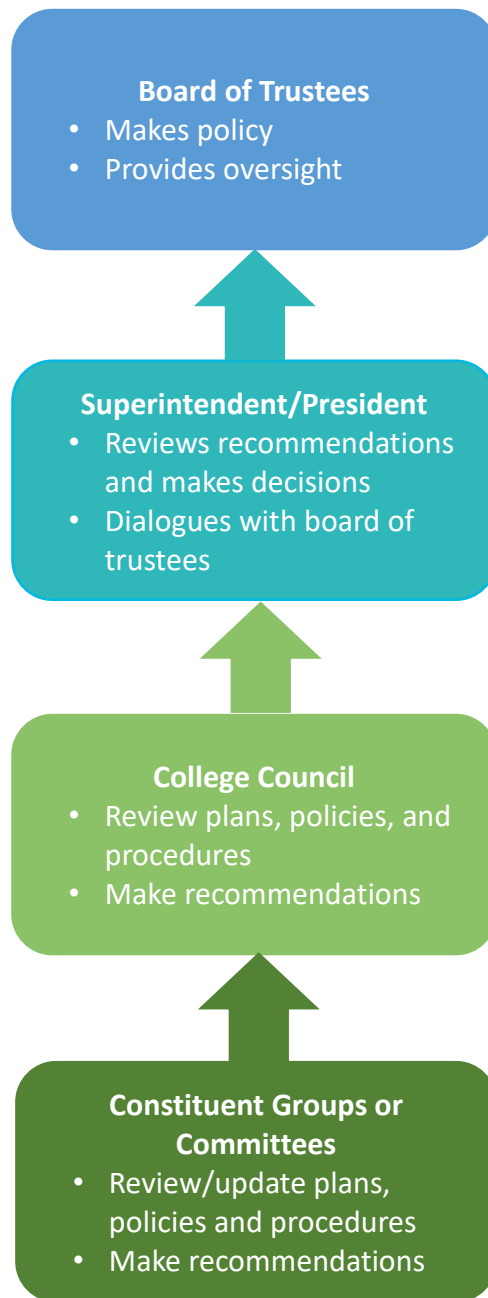 Board of Trustees
• Makes policy
• Provides oversight
Superintendent/President
• Reviews recommendations
and makes decisions
• Dialogues with board of
trustees
College Council
• Review plans, policies, and
procedures
• Make recommendations
Constituent Groups or
Committees
• Review/update plans,
policies and procedures
• Make recommendations